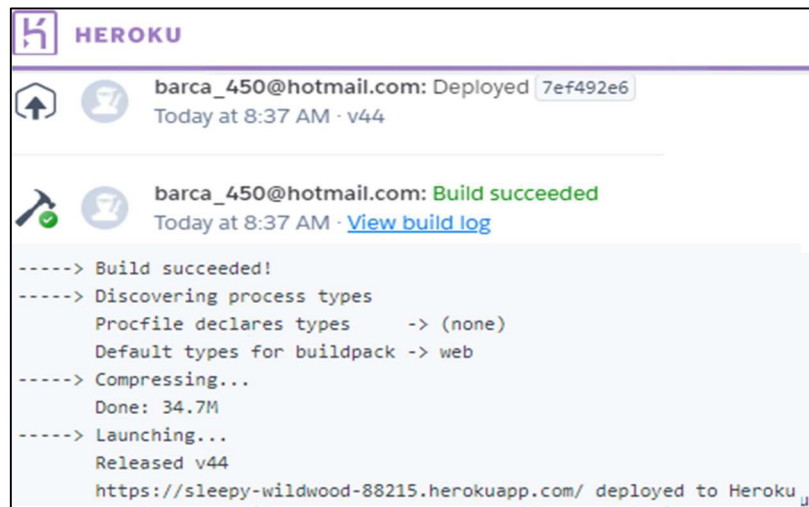 HEROKU
barca_450@hotmail.com: Deployed 7ef492e6
Today at 8:37 AM · v44
barca_450@hotmail.com: Build succeeded
Today at 8:37 AM · View build log
-----> Build succeeded!
-----> Discovering process types
Procfile declares types -> (none)
Default types for buildpack -> web
-----> Compressing...
Done: 34.7M
-----> Launching...
Released v44
https://sleepy-wildwood-88215.herokuapp.com/ deployed to Heroku